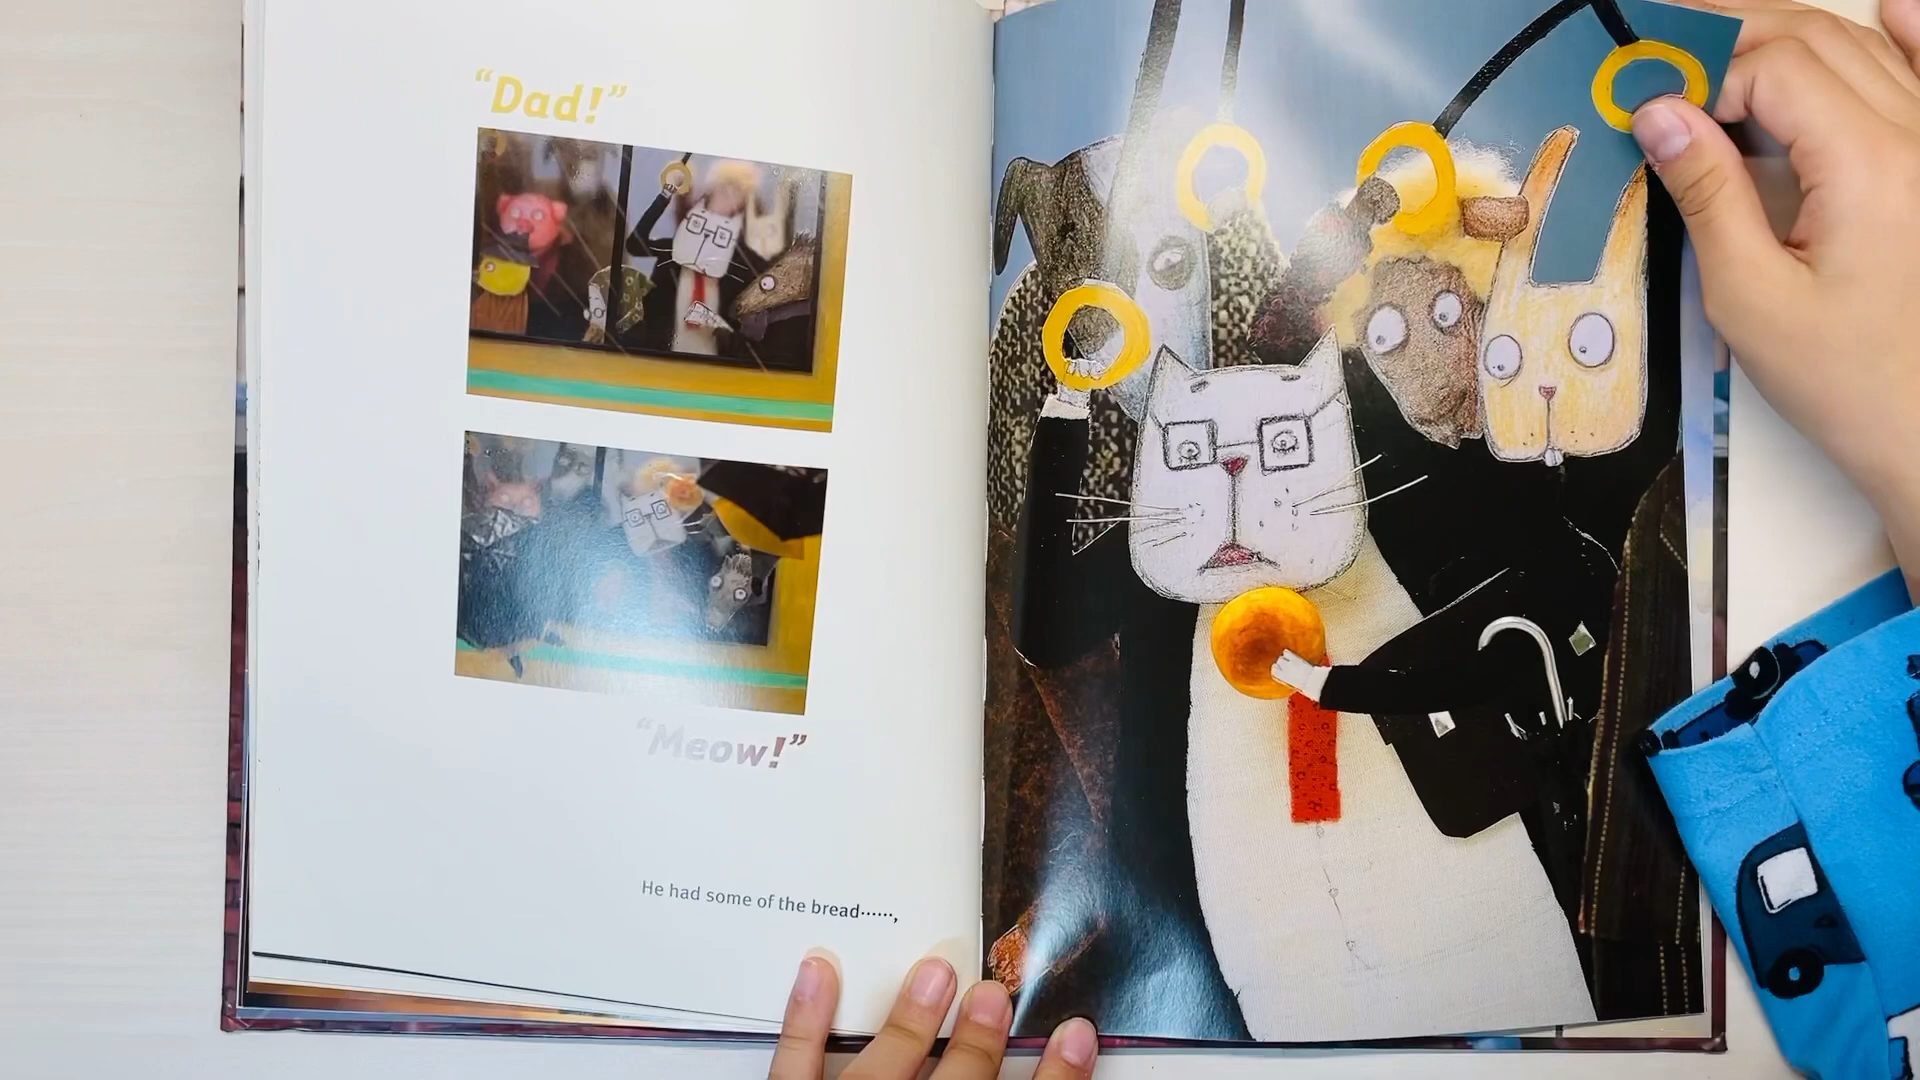 “Dad!”
“Meow!”
He had some of the bread······,